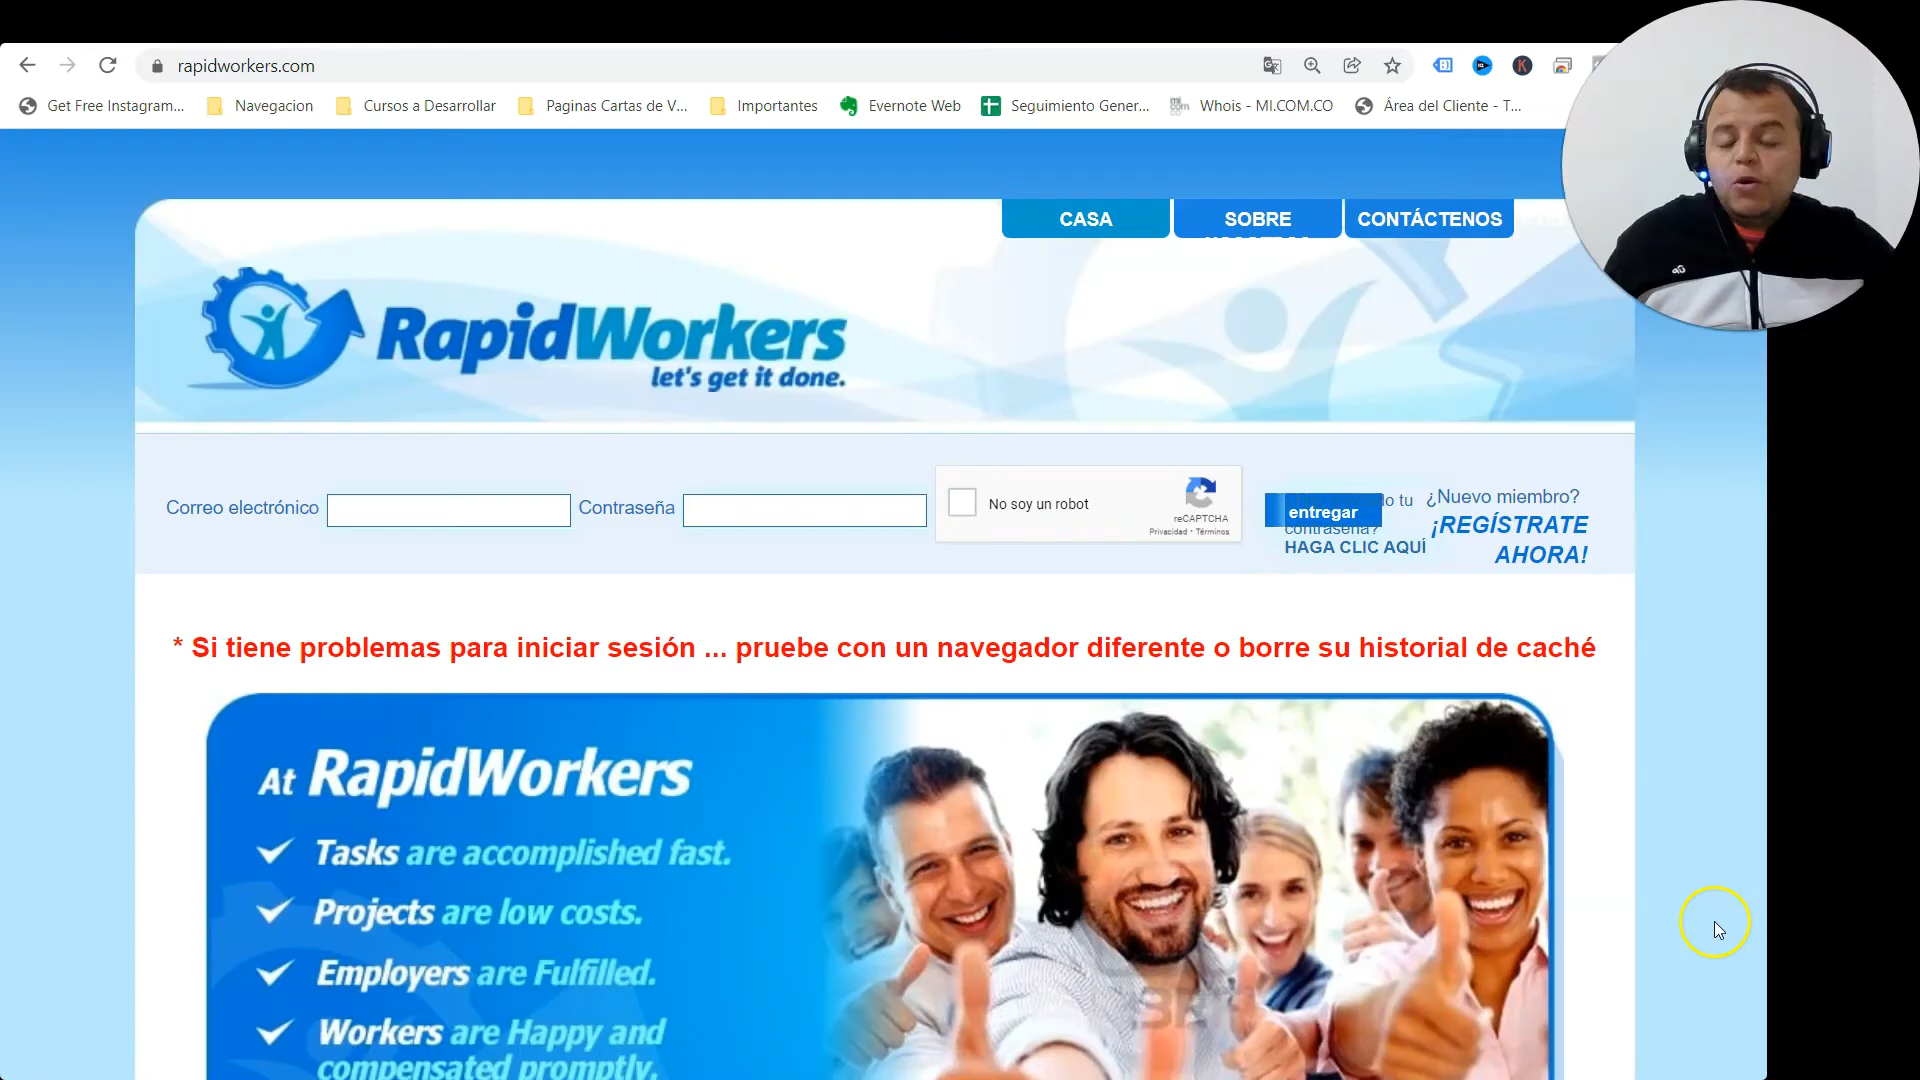 rapidworkers.com
Get Free Instagram... Navegacion Cursos a Desarrollar Paginas Cartas de V... Importantes Evernote Web Seguimiento Gener... Whois - MI.COM.CO Área del Cliente - T...
CASA SOBRE CONTÁCTENOS
RapidWorkers
let's get it done.
Correo electrónico Contraseña
No soy un robot
reCAPTCHA
Privacidad - Términos
entregar
do tu
contraseña?
HAGA CLIC AQUÍ
¿Nuevo miembro?
¡REGÍSTRATE
AHORA!
* Si tiene problemas para iniciar sesión ... pruebe con un navegador diferente o borre su historial de caché
At RapidWorkers
Tasks are accomplished fast.
Projects are low costs.
Employers are Fulfilled.
Workers are Happy and
compensated promptly.